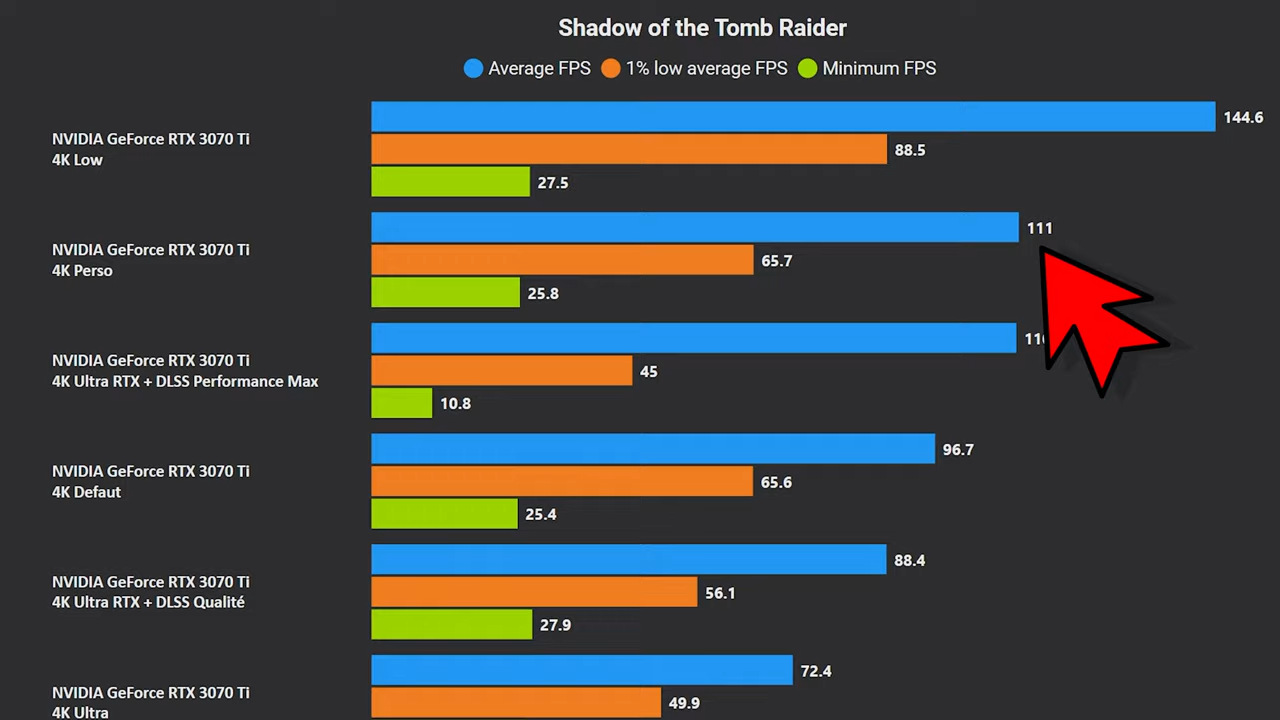 Shadow of the Tomb Raider
Average FPS 1% low average FPS Minimum FPS
NVIDIA GeForce RTX 3070 Ti
4K Low
144.6
88.5
27.5
NVIDIA GeForce RTX 3070 Ti
4K Perso
111
65.7
25.8
NVIDIA GeForce RTX 3070 Ti
4K Ultra RTX + DLSS Performance Max
45
10.8
NVIDIA GeForce RTX 3070 Ti
4K Defaut
96.7
65.6
25.4
NVIDIA GeForce RTX 3070 Ti
4K Ultra RTX + DLSS Qualité
88.4
56.1
27.9
NVIDIA GeForce RTX 3070 Ti
4K Ultra
72.4
49.9